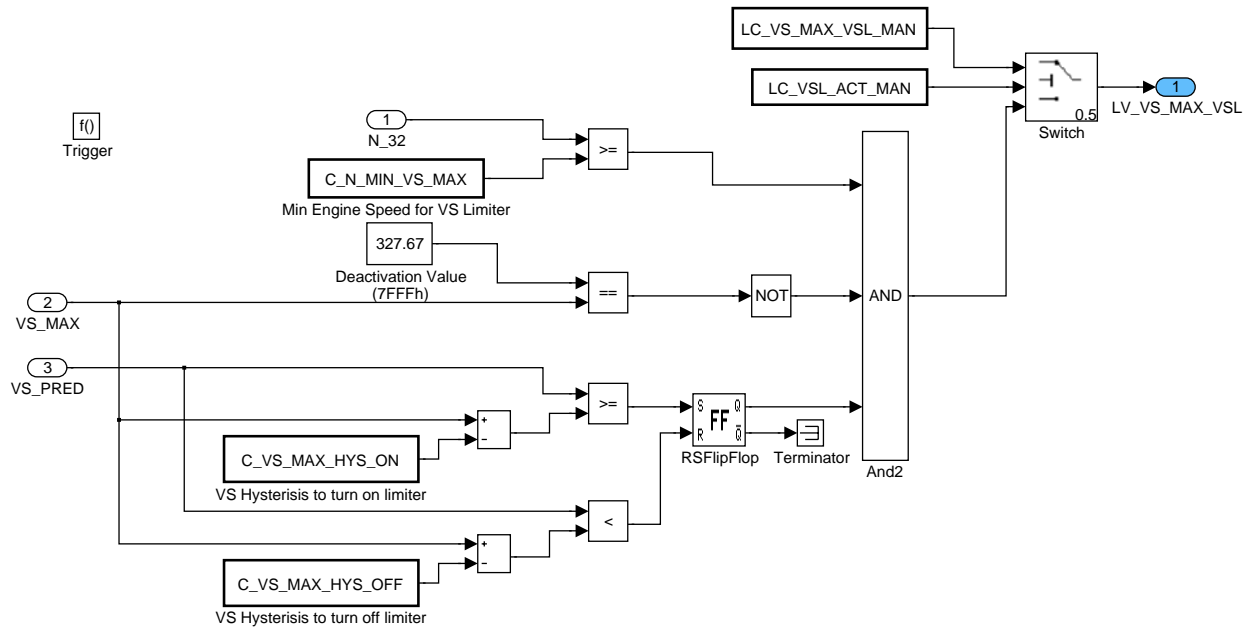 LC_VS_MAX_VSL_MAN
LC_VSL_ACT_MAN
0.5
Switch
1
LV_VS_MAX_VSL
f()
Trigger
1
N_32
>=
C_N_MIN_VS_MAX
Min Engine Speed for VS Limiter
327.67
Deactivation Value
(7FFFh)
==
NOT
AND
2
VS_MAX
3
VS_PRED
>=
+
-
C_VS_MAX_HYS_ON
VS Hysterisis to turn on limiter
S
Q
FF
R
Q
RSFlipFlop
Terminator
And2
<
+
-
C_VS_MAX_HYS_OFF
VS Hysterisis to turn off limiter